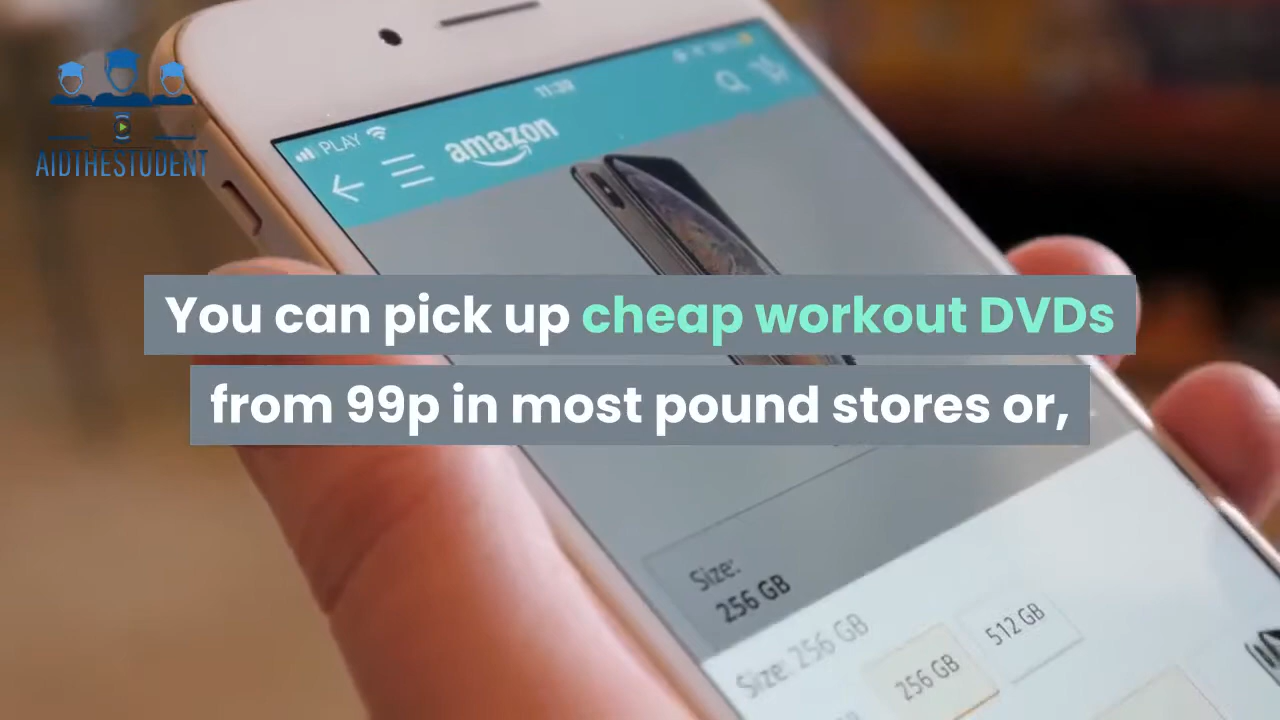 11:39
PLAY
amazon
AIDTHESTUDENT
You can pick up cheap workout DVDs
from 99p in most pound stores or,
Size:
256 GB
Size: 256 GB
256 GB
512 GB